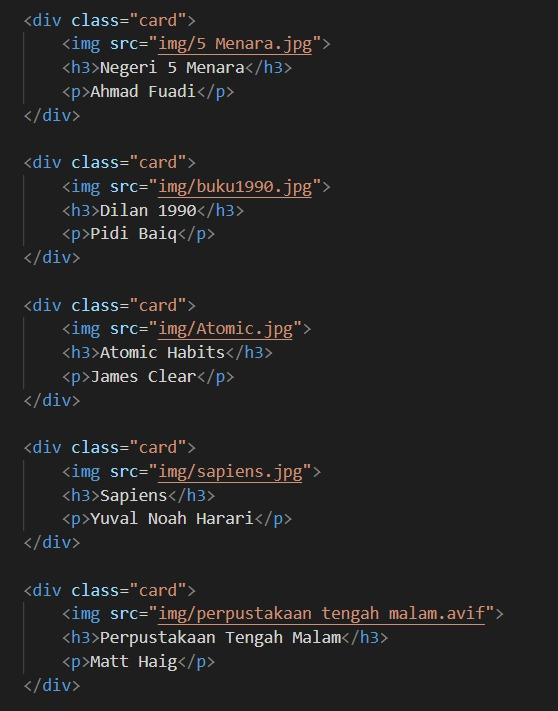 <div class="card">
<img src="img/5 Menara.jpg">
<h3>Negeri 5 Menara</h3>
<p>Ahmad Fuadi</p>
</div>
<div class="card">
<img src="img/buku1990.jpg">
<h3>Dilan 1990</h3>
<p>Pidi Baiq</p>
</div>
<div class="card">
<img src="img/Atomic.jpg">
<h3>Atomic Habits</h3>
<p>James Clear</p>
</div>
<div class="card">
<img src="img/sapiens.jpg">
<h3>Sapiens</h3>
<p>Yuval Noah Harari</p>
</div>
<div class="card">
<img src="img/perpustakaan tengah malam.avif">
<h3>Perpustakaan Tengah Malam</h3>
<p>Matt Haig</p>
</div>